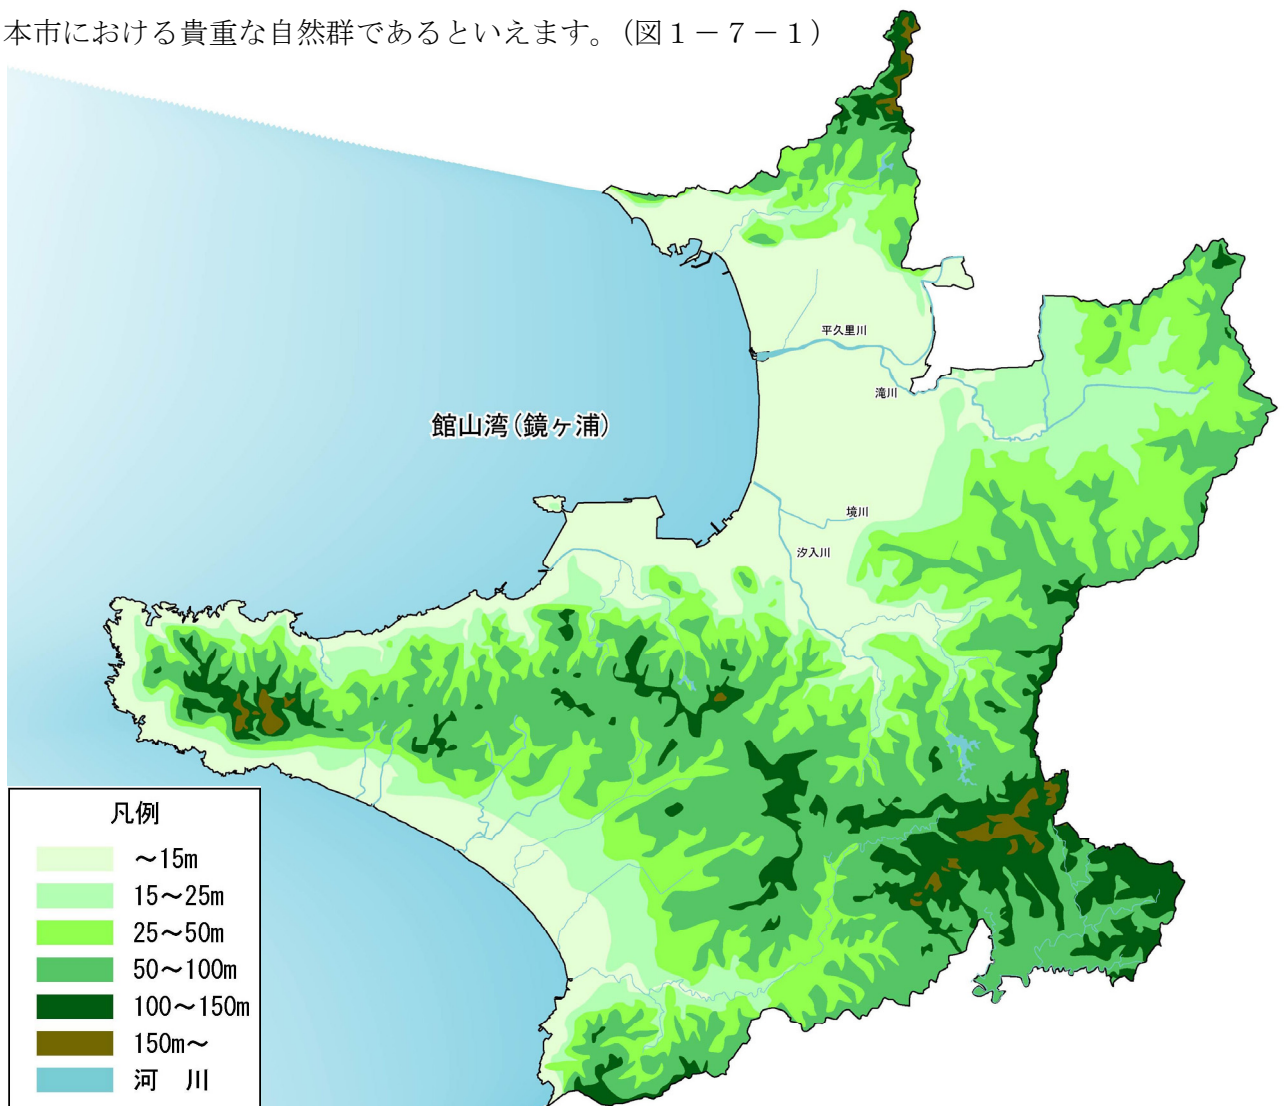 本市における貴重な自然群であるといえます。(図1－7－1)
平久里川
滝川
館山湾(鏡ヶ浦)
境川
汐入川
凡例
～15m
15～25m
25～50m
50～100m
100～150m
150m～
河　川